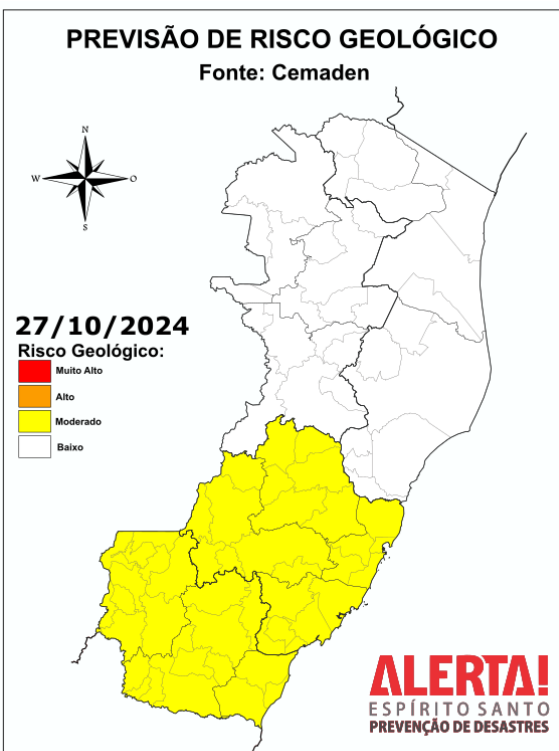 PREVISÃO DE RISCO GEOLÓGICO
Fonte: Cemaden
N
W
O
S
27/10/2024
Risco Geológico:
Muito Alto
Alto
Moderado
Baixo
ALERTA!
ESPÍRITO SANTO
PREVENÇÃO DE DESASTRES